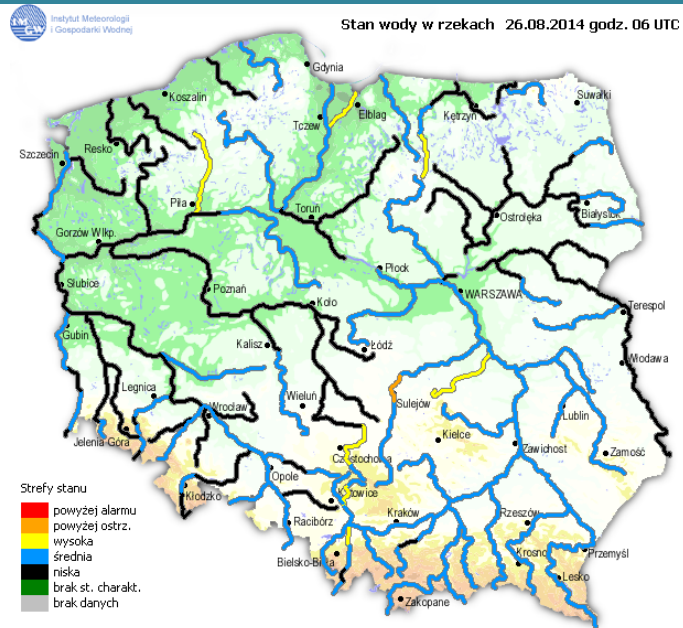 IMGW
Instytut Meteorologii
i Gospodarki Wodnej
Stan wody w rzekach 26.08.2014 godz. 06 UTC
Gdynia
Koszalin
Suwałki
Elbląg
Kętrzyn
Tczew
Resko
Szczecin
Piła
Toruń
Ostrołęka
Białystok
Gorzów Wlkp.
Płock
Słubice
Poznań
WARSZAWA
Koło
Terespol
Gubin
Kalisz
Łódź
Włodawa
Legnica
Wieluń
Sulejów
Wrocław
Lublin
Jelenia Góra
Kielce
Zawichost
Częstochowa
Zamość
Opole
Strefy stanu
Kłodzko
Katowice
powyżej alarmu
Racibórz
Kraków
Rzeszów
powyżej ostrz.
wysoka
Bielsko-Biała
Krosno
Przemyśl
średnia
niska
Lesko
brak st. charakt.
Zakopane
brak danych